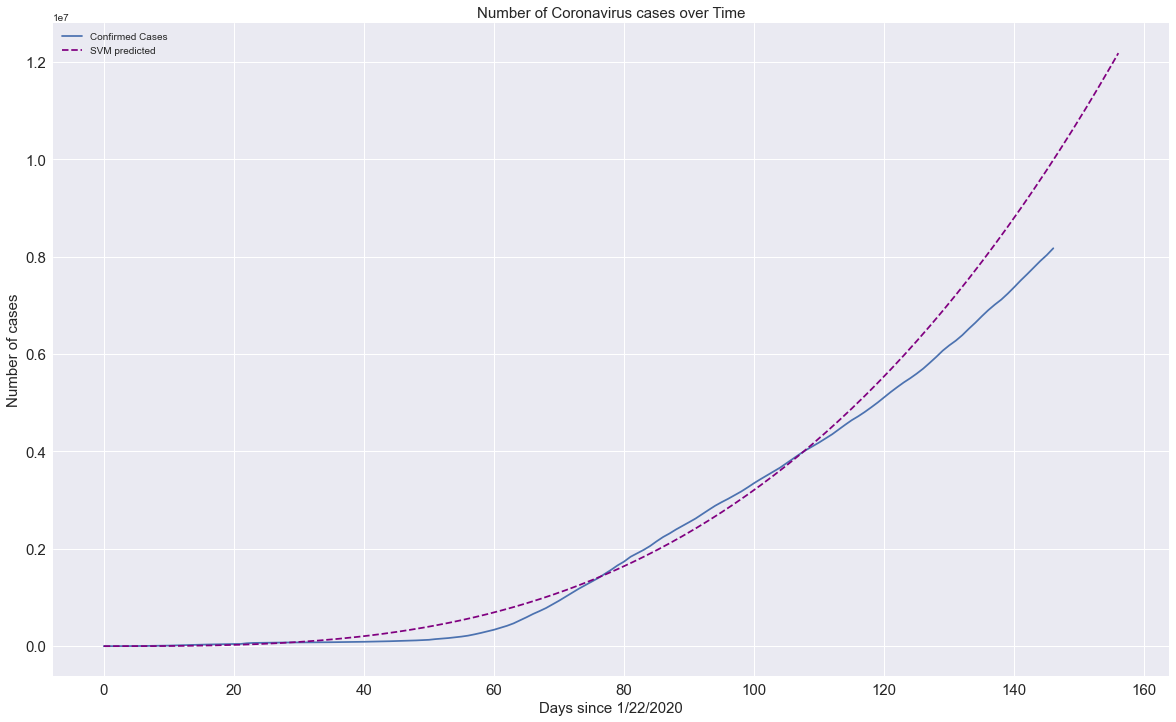 Number of Coronavirus cases over Time
1e7
Confirmed Cases
SVM predicted
1.2
1.0
0.8
0.6
0.4
0.2
0.0
Number of cases
0 20 40 60 80 100 120 140 160
Days since 1/22/2020